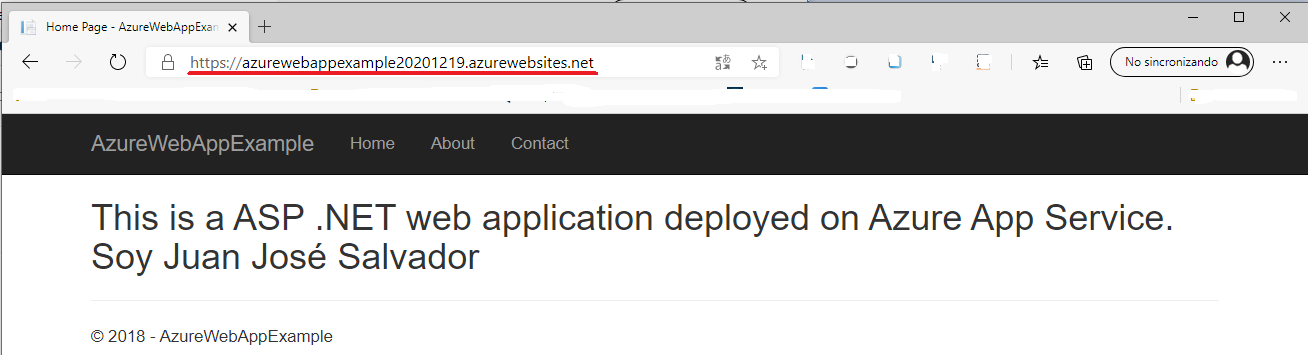 Home Page - AzureWebAppExan
https://azurewebappexample20201219.azurewebsites.net
No sincronizando
AzureWebAppExample Home About Contact
This is a ASP .NET web application deployed on Azure App Service.
Soy Juan José Salvador
© 2018 - AzureWebAppExample